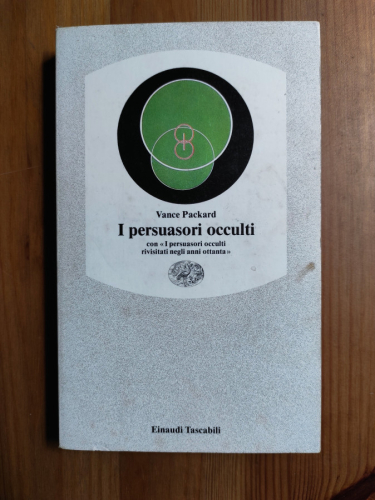 Vance Packard
I persuasori occulti
con «I persuasori occulti
rivisitati negli anni ottanta»
Einaudi Tascabili